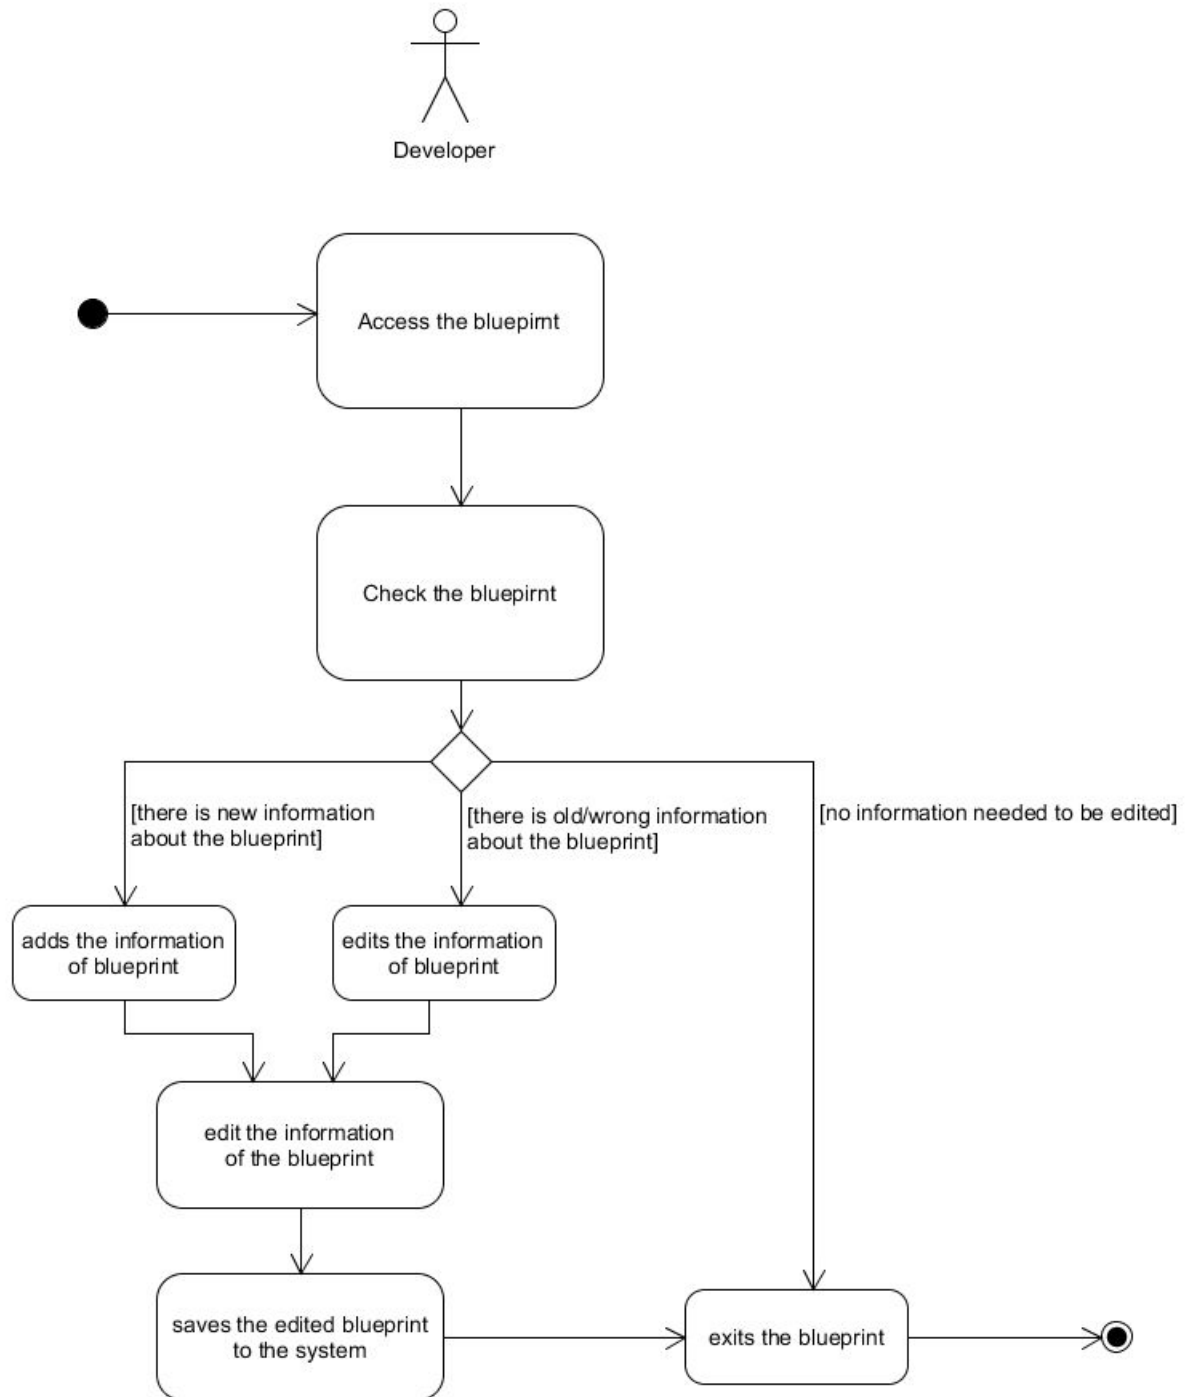 Developer
Access the bluepirnt
Check the bluepirnt
[there is new information
about the blueprint]
[there is old/wrong information
about the blueprint]
[no information needed to be edited]
adds the information
of blueprint
edits the information
of blueprint
edit the information
of the blueprint
saves the edited blueprint
to the system
exits the blueprint